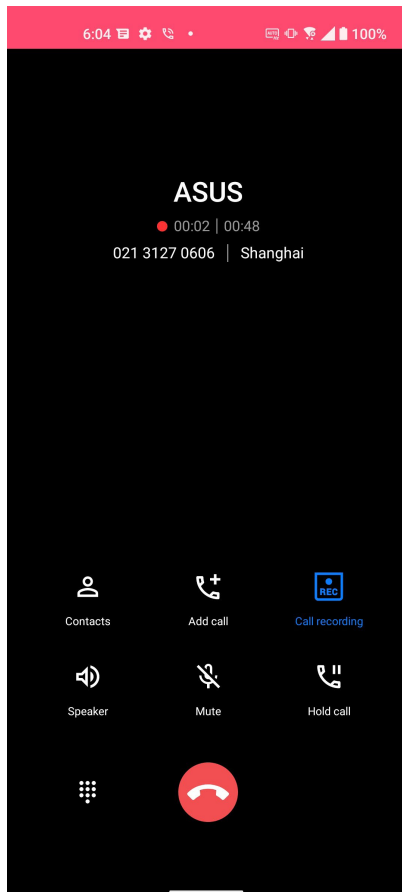 6:04 100%
ASUS
00:02 | 00:48
021 3127 0606 | Shanghai
REC
Contacts Add call Call recording
Speaker Mute Hold call